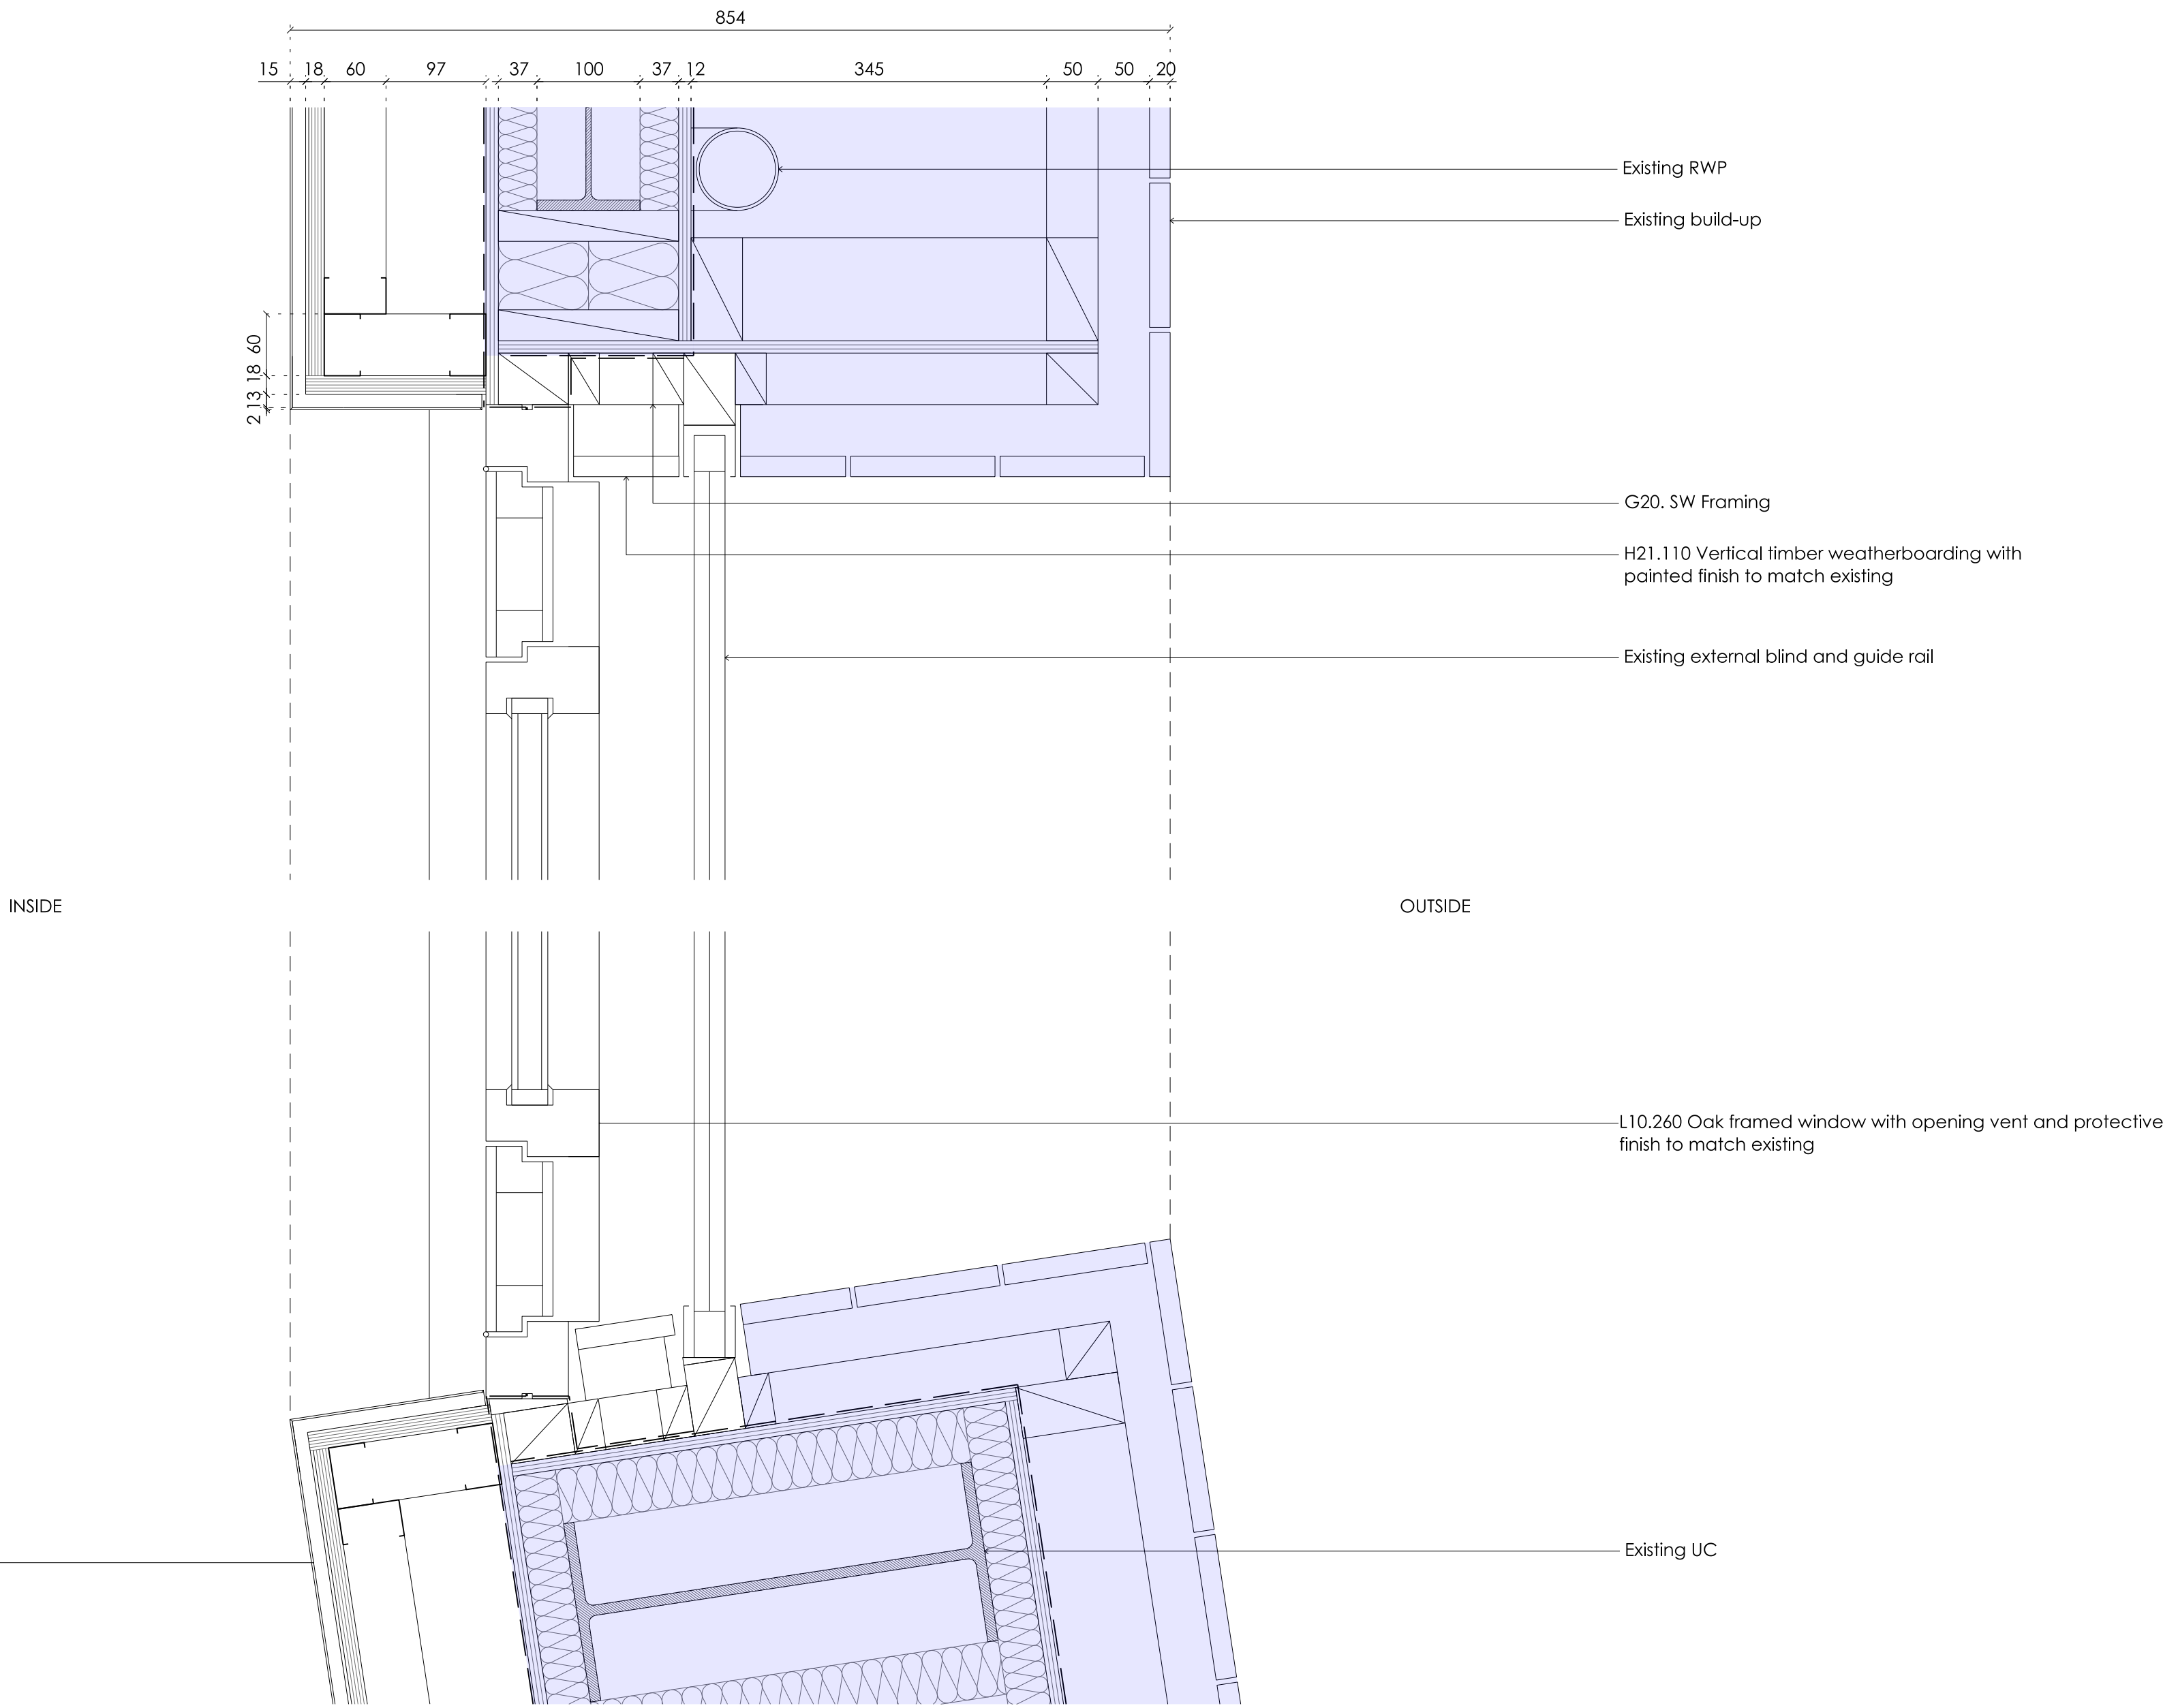 854
15 18 60 97 37 100 37 12 345 50 50 20
Existing RWP
Existing build-up
60
18
13
2
G20. SW Framing
H21.110 Vertical timber weatherboarding with
painted finish to match existing
Existing external blind and guide rail
INSIDE
OUTSIDE
L10.260 Oak framed window with opening vent and protective
finish to match existing
Existing UC